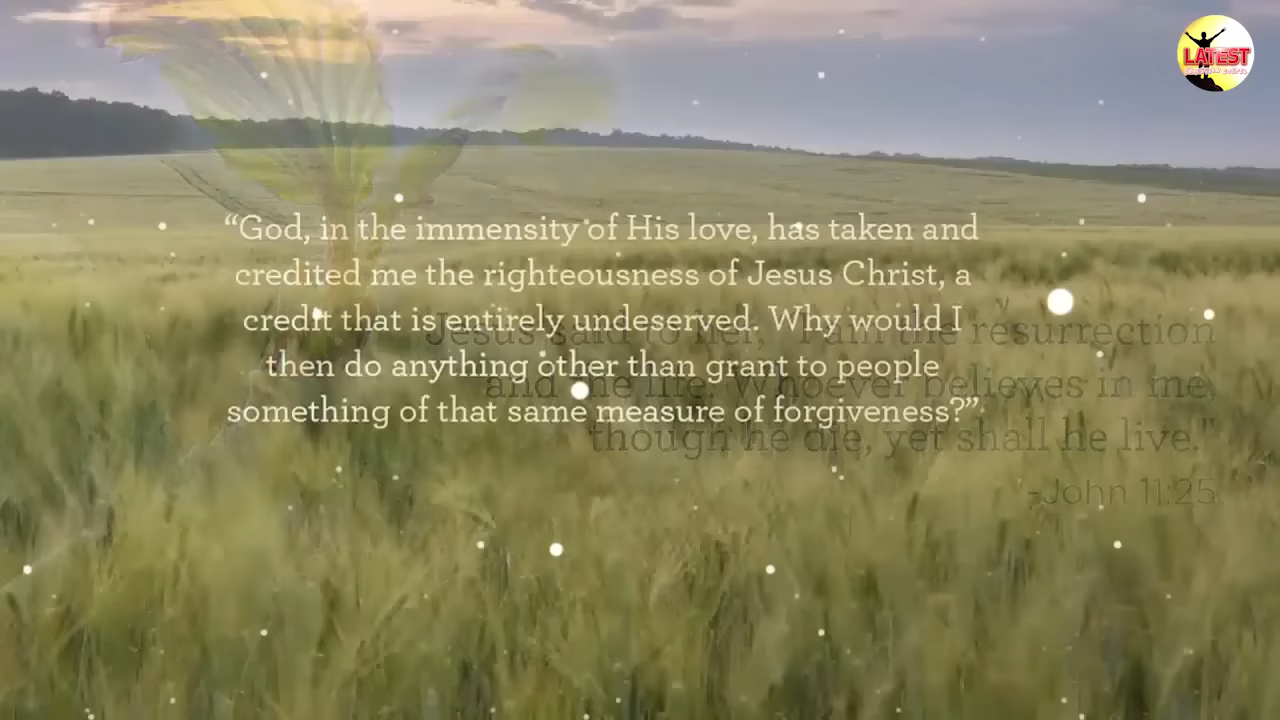 LATEST
“God, in the immensity of His love, has taken and
credited me the righteousness of Jesus Christ, a
credit that is entirely undeserved. Why would I
then do anything other than grant to people
something of that same measure of forgiveness?”
Jesus said to her, "I am the resurrection
and the life. Whoever believes in me,
though he die, yet shall he live."
-John 11:25